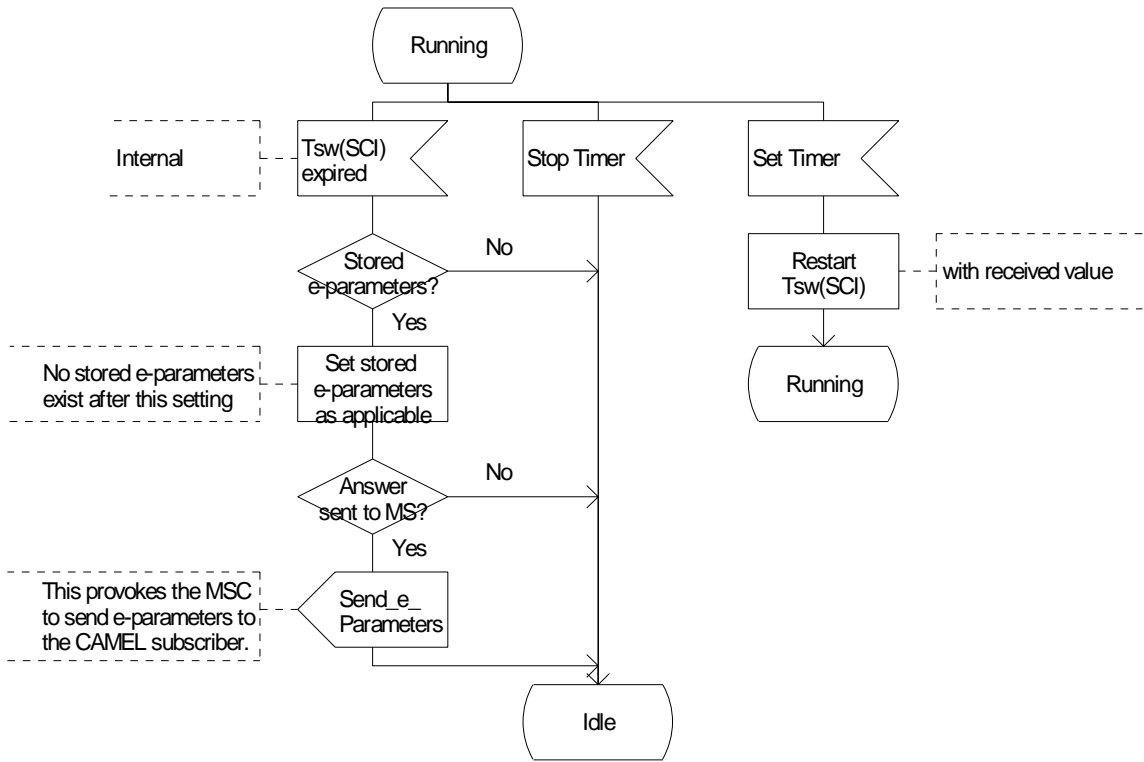 Running
Internal
Tsw(SCI)
expired
Stop Timer
Set Timer
Stored
e-parameters?
No
Yes
Restart
Tsw(SCI)
with received value
No stored e-parameters
exist after this setting
Set stored
e-parameters
as applicable
Running
Answer
sent to MS?
No
Yes
This provokes the MSC
to send e-parameters to
the CAMEL subscriber.
Send_e_
Parameters
Idle